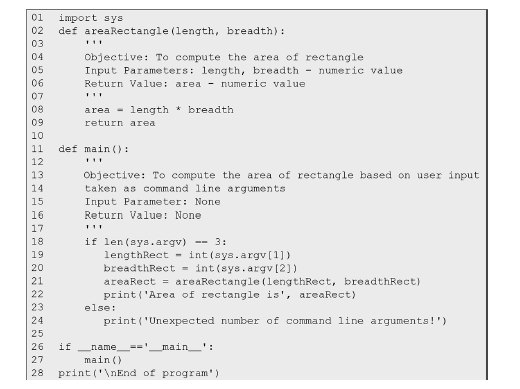 01 import sys
02 def areaRectangle(length, breadth):
03     '''
04     Objective: To compute the area of rectangle
05     Input Parameters: length, breadth – numeric value
06     Return Value: area – numeric value
07     '''
08     area = length * breadth
09     return area
10
11 def main():
12     '''
13     Objective: To compute the area of rectangle based on user input
14     taken as command line arguments
15     Input Parameter: None
16     Return Value: None
17     '''
18     if len(sys.argv) == 3:
19         lengthRect = int(sys.argv[1])
20         breadthRect = int(sys.argv[2])
21         areaRect = areaRectangle(lengthRect, breadthRect)
22         print('Area of rectangle is', areaRect)
23     else:
24         print('Unexpected number of command line arguments!')
25
26 if __name__=='__main__':
27     main()
28 print('\nEnd of program')